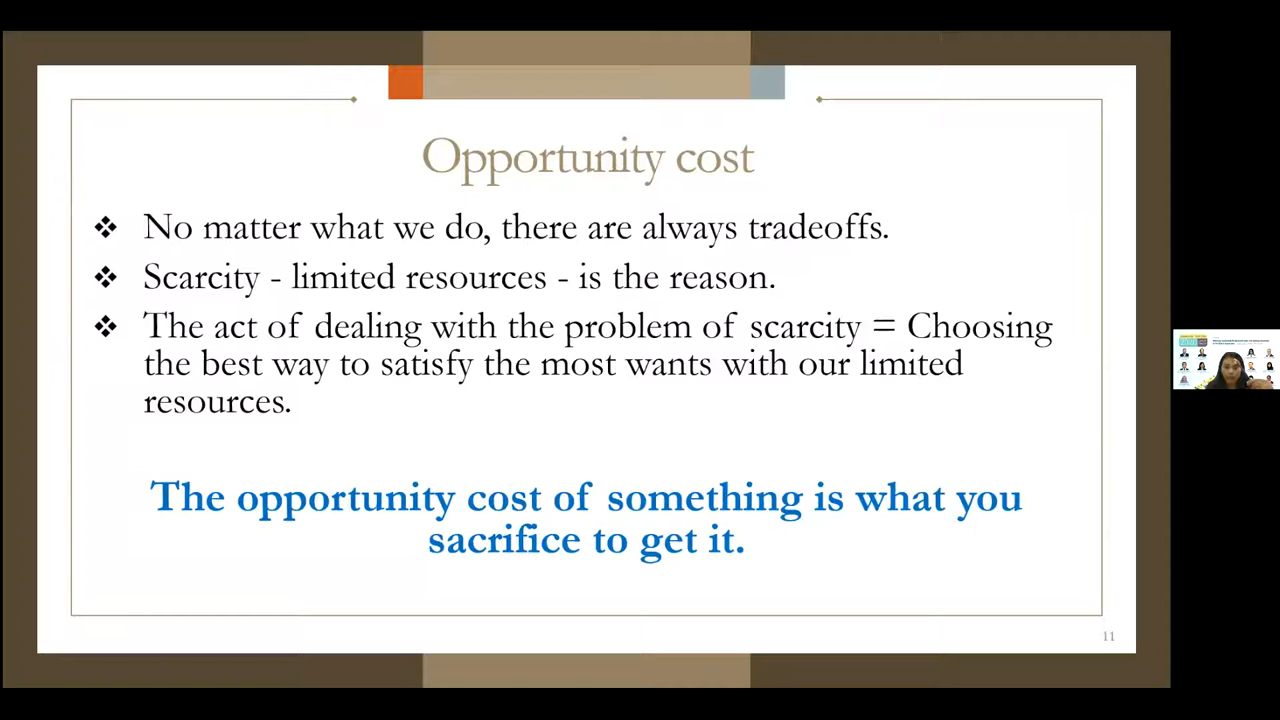 Opportunity cost
❖ No matter what we do, there are always tradeoffs.
❖ Scarcity - limited resources - is the reason.
❖ The act of dealing with the problem of scarcity = Choosing
the best way to satisfy the most wants with our limited
resources.
The opportunity cost of something is what you
sacrifice to get it.
11